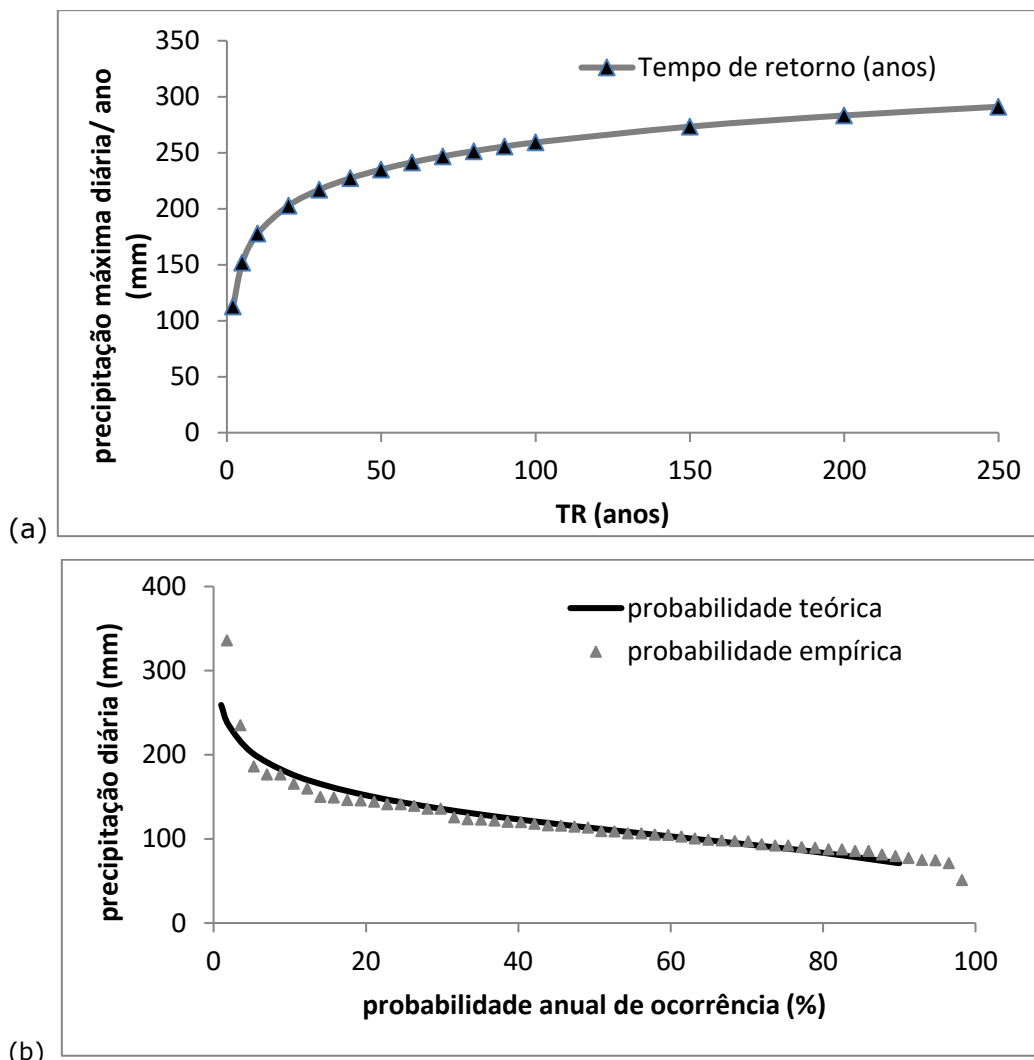 350
300
250
200
150
100
50
0
precipitação máxima diária/ ano
(mm)
Tempo de retorno (anos)
0 50 100 150 200 250
TR (anos)
(a)
400
300
200
100
0
precipitação diária (mm)
probabilidade teórica
probabilidade empírica
0 20 40 60 80 100
probabilidade anual de ocorrência (%)
(b)